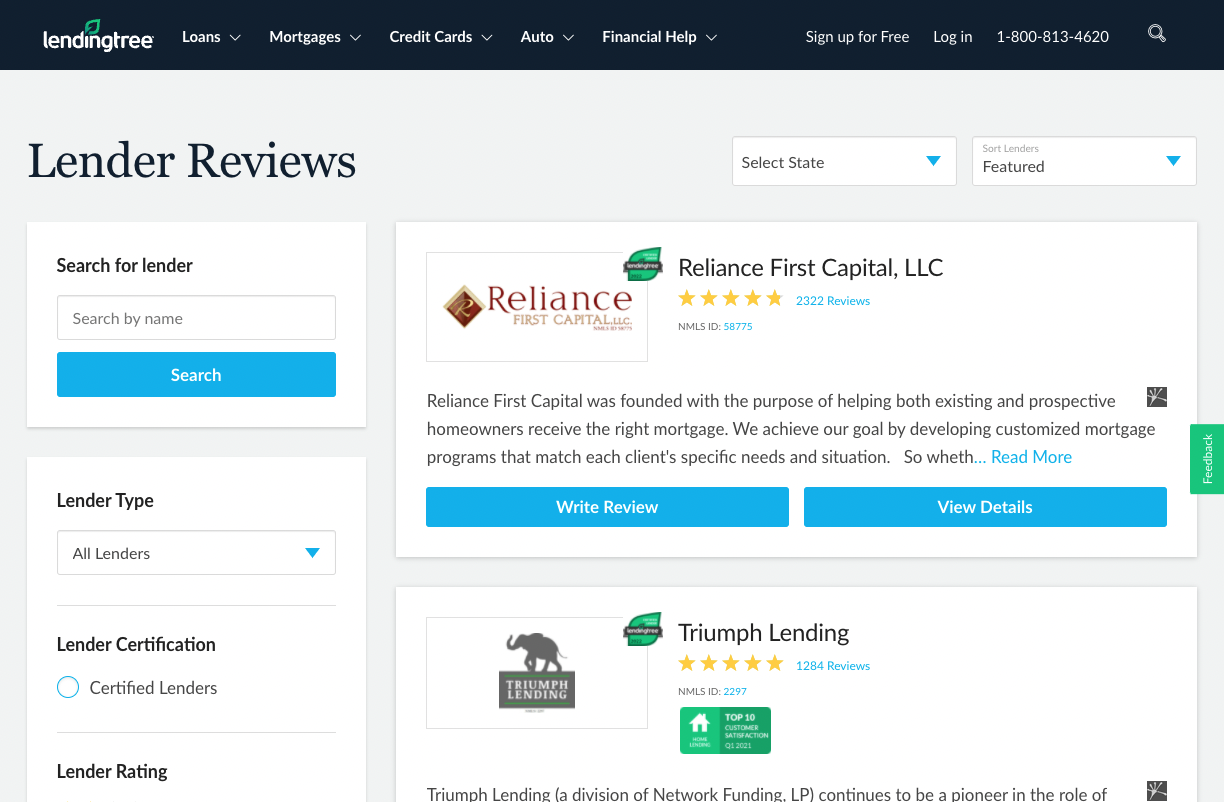 lendingtree
Loans
Mortgages
Credit Cards
Auto
Financial Help
Sign up for Free
Log in
1-800-813-4620
Lender Reviews
Select State
Sort Lenders
Featured
Search for lender
Search by name
Search
Lender Type
All Lenders
Lender Certification
Certified Lenders
Lender Rating
lendingtree
Reliance
FIRST CAPITAL, LLC.
NMLS ID 58775
Reliance First Capital, LLC
2322 Reviews
NMLS ID: 58775
Reliance First Capital was founded with the purpose of helping both existing and prospective
homeowners receive the right mortgage. We achieve our goal by developing customized mortgage
programs that match each client's specific needs and situation.   So wheth... Read More
Write Review
View Details
Feedback
lendingtree
TRIUMPH
LENDING
Triumph Lending
1284 Reviews
NMLS ID: 2297
HOME
LENDING
TOP 10
CUSTOMER
SATISFACTION
Q1 2021
Triumph Lending (a division of Network Funding, LP) continues to be a pioneer in the role of